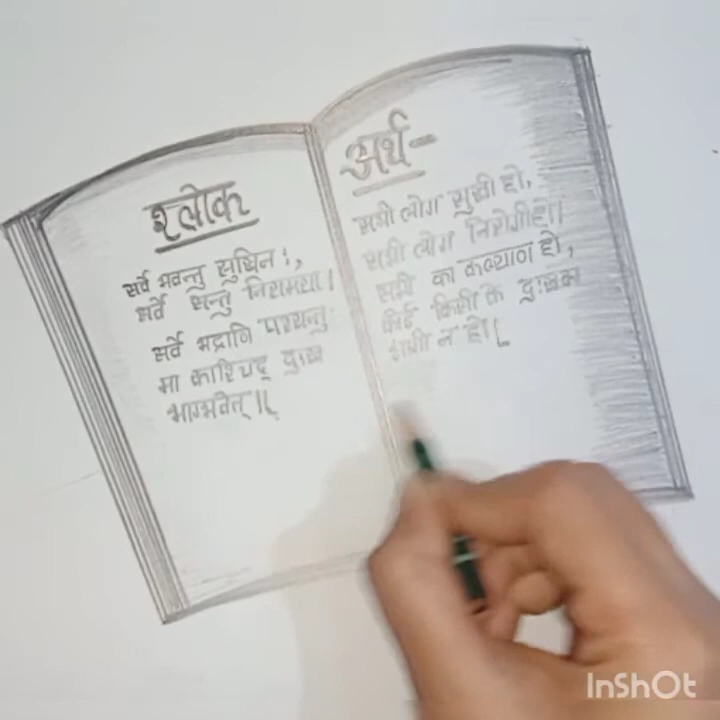 श्लोक
सर्वे भवन्तु सुखिन:,
सर्वे सन्तु निरामया।
सर्वे भद्राणि पश्यन्तु
मा काश्चिद् दुःख
भाग्भवेत्॥
अर्थ-
सभी लोग सुखी हो,
सभी लोग निरोगी हो।
सभी का कल्याण हो,
कोई किसी के दुःख का
भागी न हो।
InShOt